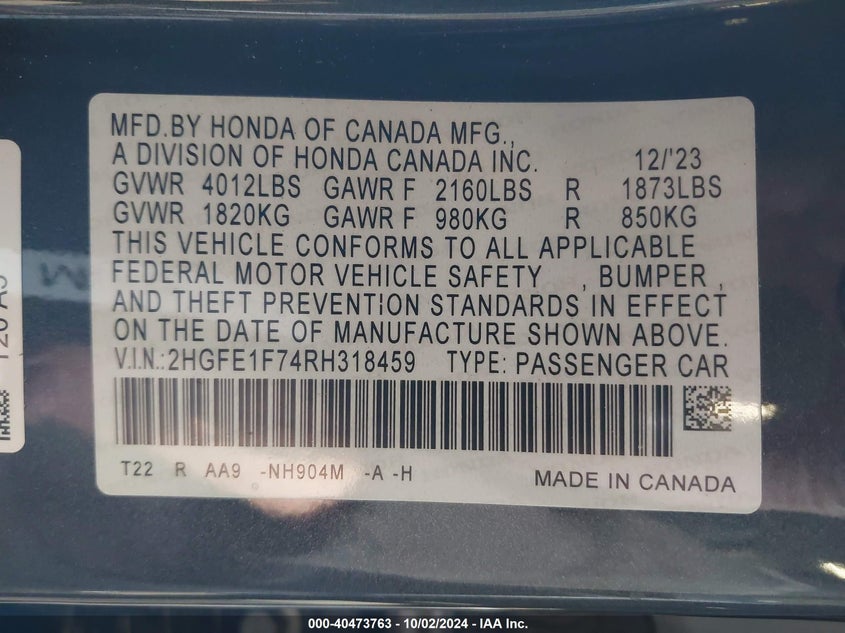 MFD.BY HONDA OF CANADA MFG.,
A DIVISION OF HONDA CANADA INC. 12/'23
GVWR 4012LBS GAWR F 2160LBS R 1873LBS
GVWR 1820KG GAWR F 980KG R 850KG
THIS VEHICLE CONFORMS TO ALL APPLICABLE
FEDERAL MOTOR VEHICLE SAFETY , BUMPER ,
AND THEFT PREVENTION STANDARDS IN EFFECT
ON THE DATE OF MANUFACTURE SHOWN ABOVE.
V.I.N.:2HGFE1F74RH318459 TYPE: PASSENGER CAR
T22 R AA9 -NH904M -A -H MADE IN CANADA
000-40473763 - 10/02/2024 - IAA Inc.